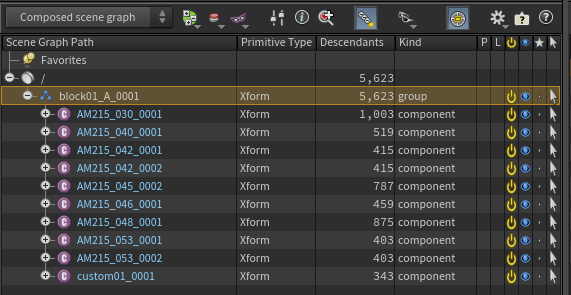 Composed scene graph
Scene Graph Path Primitive Type Descendants Kind P L
Favorites
/ 5,623
block01_A_0001 Xform 5,623 group
AM215_030_0001 Xform 1,003 component
AM215_040_0001 Xform 519 component
AM215_042_0001 Xform 415 component
AM215_042_0002 Xform 415 component
AM215_045_0002 Xform 787 component
AM215_046_0001 Xform 459 component
AM215_048_0001 Xform 875 component
AM215_053_0001 Xform 403 component
AM215_053_0002 Xform 403 component
custom01_0001 Xform 343 component